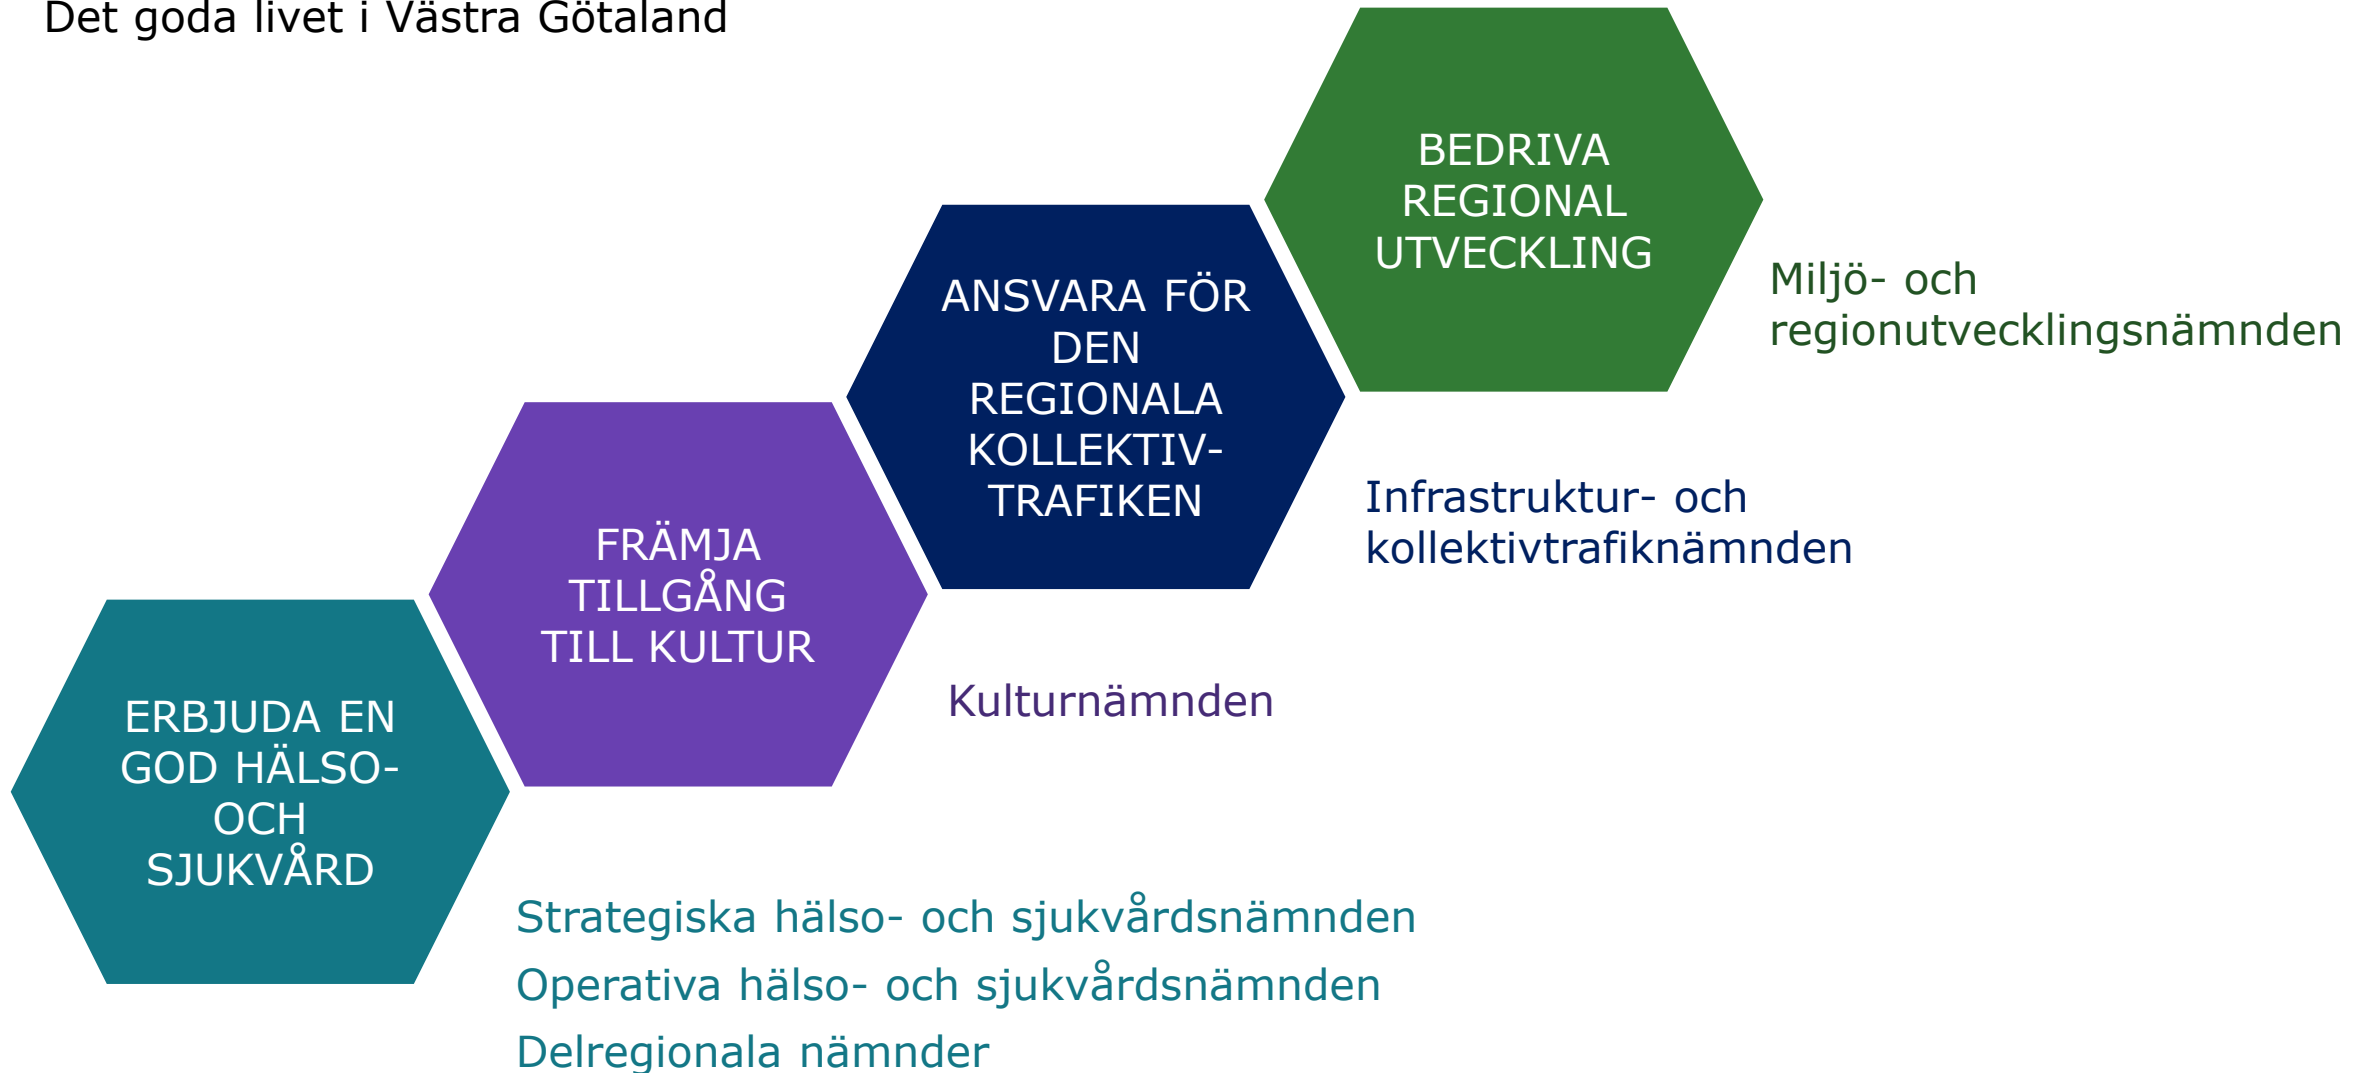 Det goda livet i Västra Götaland
BEDRIVA
REGIONAL
UTVECKLING
Miljö- och
regionutvecklingsnämnden
ANSVARA FÖR
DEN
REGIONALA
KOLLEKTIV-
TRAFIKEN
Infrastruktur- och
kollektivtrafiknämnden
FRÄMJA
TILLGÅNG
TILL KULTUR
Kulturnämnden
ERBJUDA EN
GOD HÄLSO-
OCH
SJUKVÅRD
Strategiska hälso- och sjukvårdsnämnden
Operativa hälso- och sjukvårdsnämnden
Delregionala nämnder